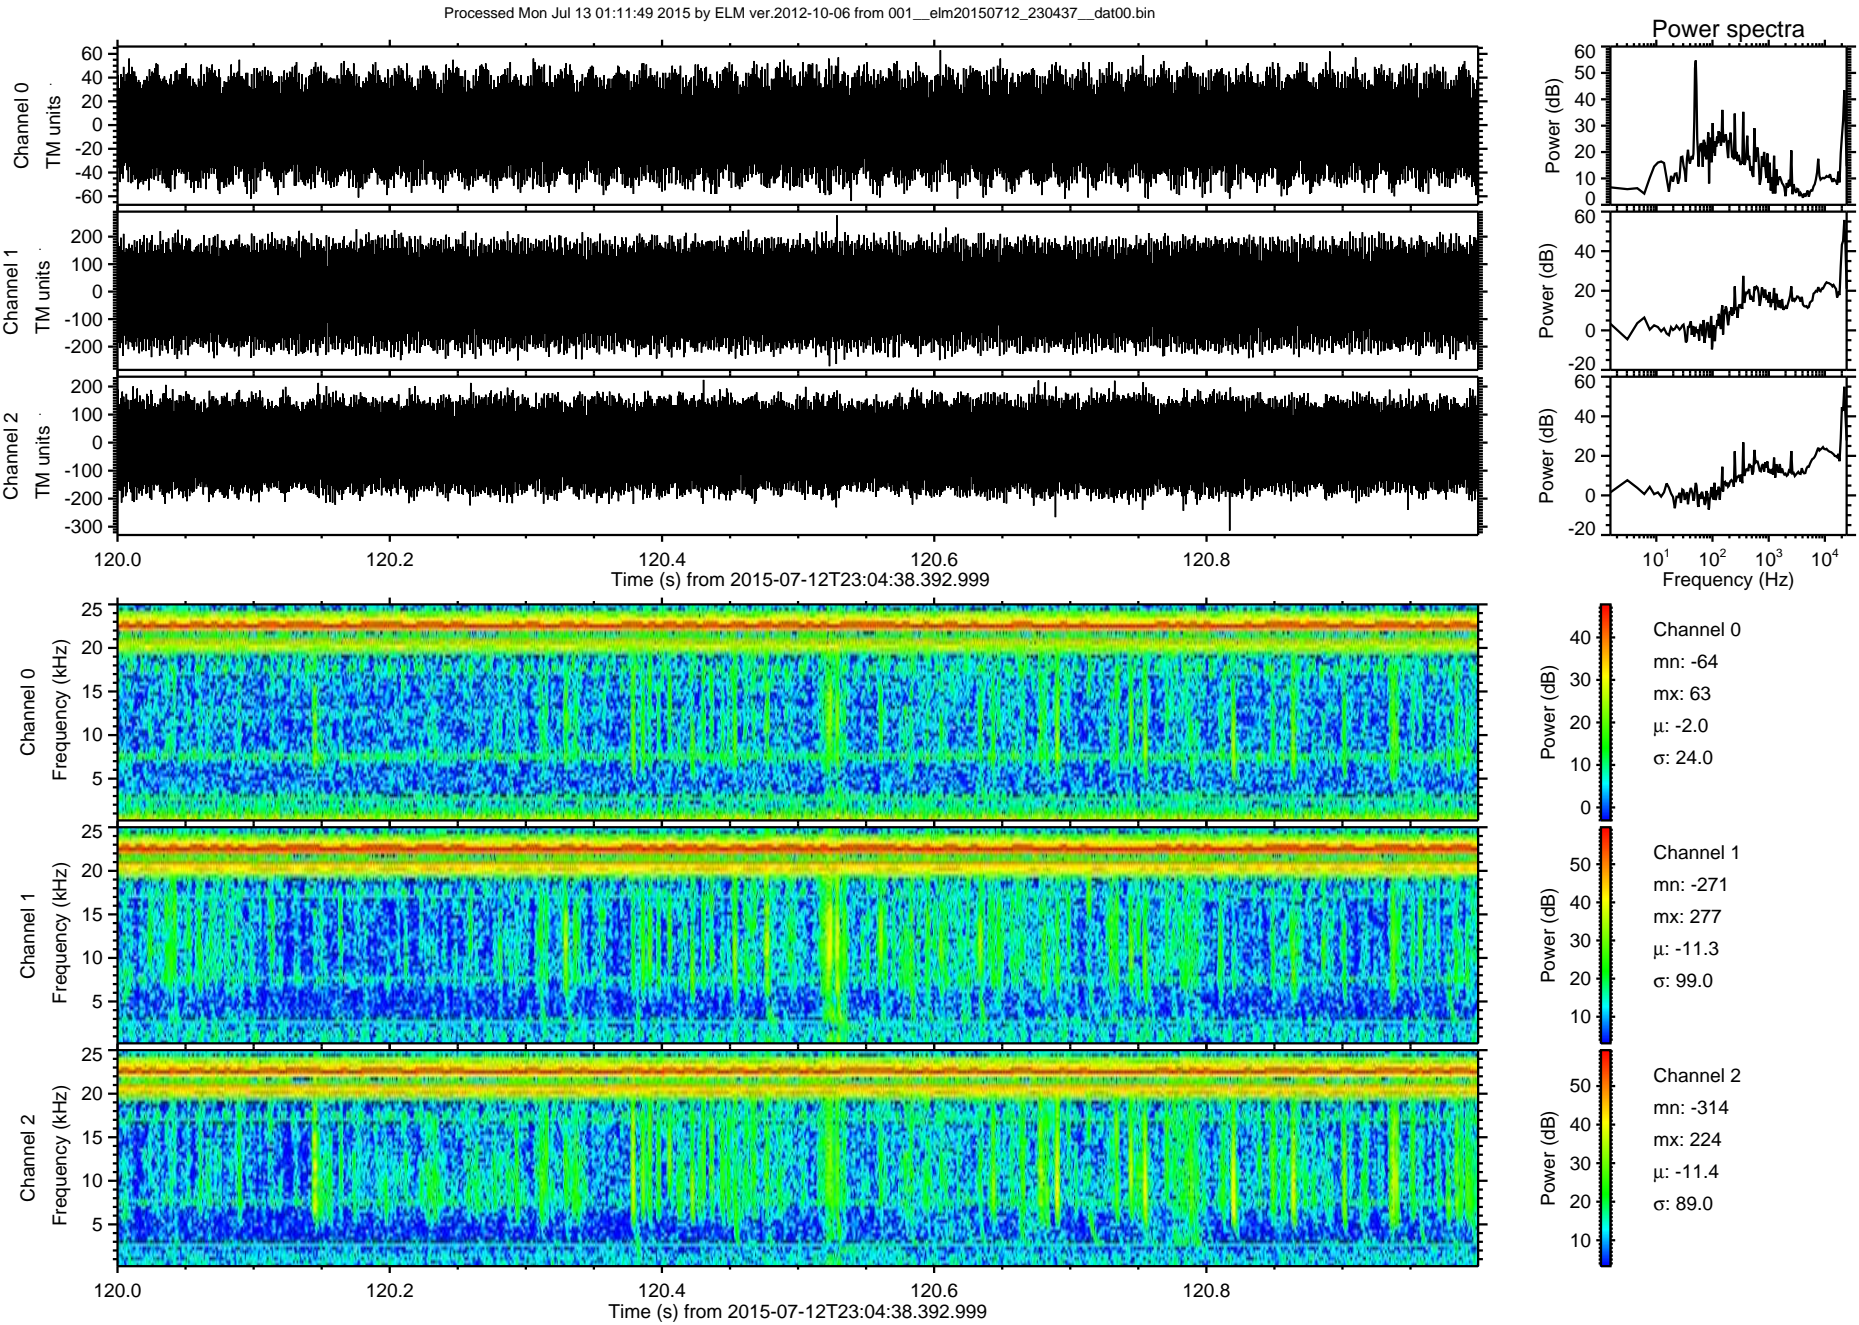 Processed Mon Jul 13 01:11:49 2015 by ELM ver.2012-10-06 from 001__elm20150712_230437__dat00.bin
Power spectra
Channel 0
TM units
60
40
20
0
-20
-40
-60
Power (dB)
60
50
40
30
20
10
0
Channel 1
TM units
200
100
0
-100
-200
Power (dB)
60
40
20
0
-20
Channel 2
TM units
200
100
0
-100
-200
-300
Power (dB)
60
40
20
0
-20
120.0 120.2 120.4 120.6 120.8
Time (s) from 2015-07-12T23:04:38.392.999
10¹ 10² 10³ 10⁴
Frequency (Hz)
Channel 0
Frequency (kHz)
25
20
15
10
5
Power (dB)
40
30
20
10
0
Channel 0
mn: -64
mx: 63
μ: -2.0
σ: 24.0
Channel 1
Frequency (kHz)
25
20
15
10
5
Power (dB)
50
40
30
20
10
Channel 1
mn: -271
mx: 277
μ: -11.3
σ: 99.0
Channel 2
Frequency (kHz)
25
20
15
10
5
Power (dB)
50
40
30
20
10
Channel 2
mn: -314
mx: 224
μ: -11.4
σ: 89.0
120.0 120.2 120.4 120.6 120.8
Time (s) from 2015-07-12T23:04:38.392.999